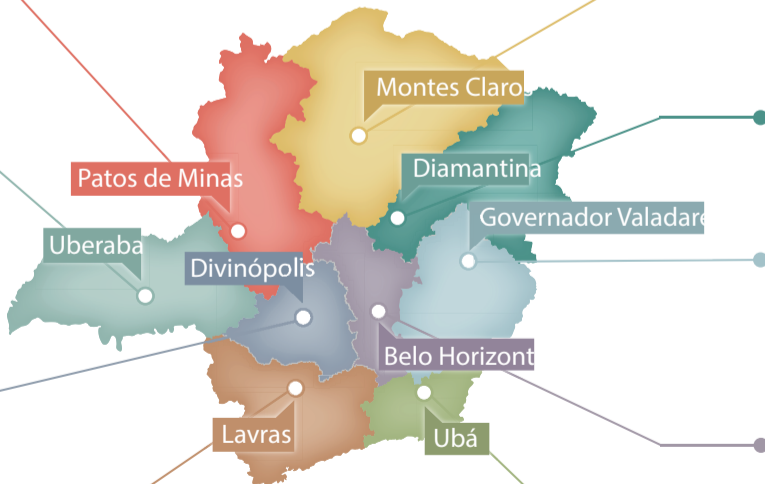 Montes Claros
Diamantina
Patos de Minas
Governador Valadare
Uberaba
Divinópolis
Belo Horizont
Lavras
Ubá